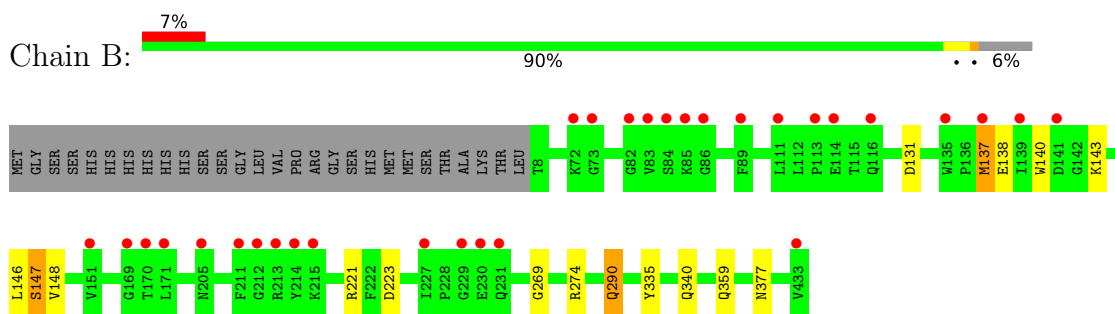 7%
Chain B:
90% • • 6%
MET GLY SER SER HIS HIS HIS HIS HIS HIS SER SER GLY LEU VAL PRO ARG GLY SER HIS MET MET SER THR ALA LYS THR LEU T8 K72 G73 G82 V83 S84 K85 G86 F89 L111 L112 P113 E114 T115 Q116 D131 W135 P136 M137 E138 I139 W140 D141 G142 K143
L146 S147 V148 V151 G169 T170 L171 N205 F211 G212 R213 Y214 K215 R221 F222 D223 I227 P228 G229 E230 Q231 G269 R274 Q290 Y335 Q340 Q359 N377 V433